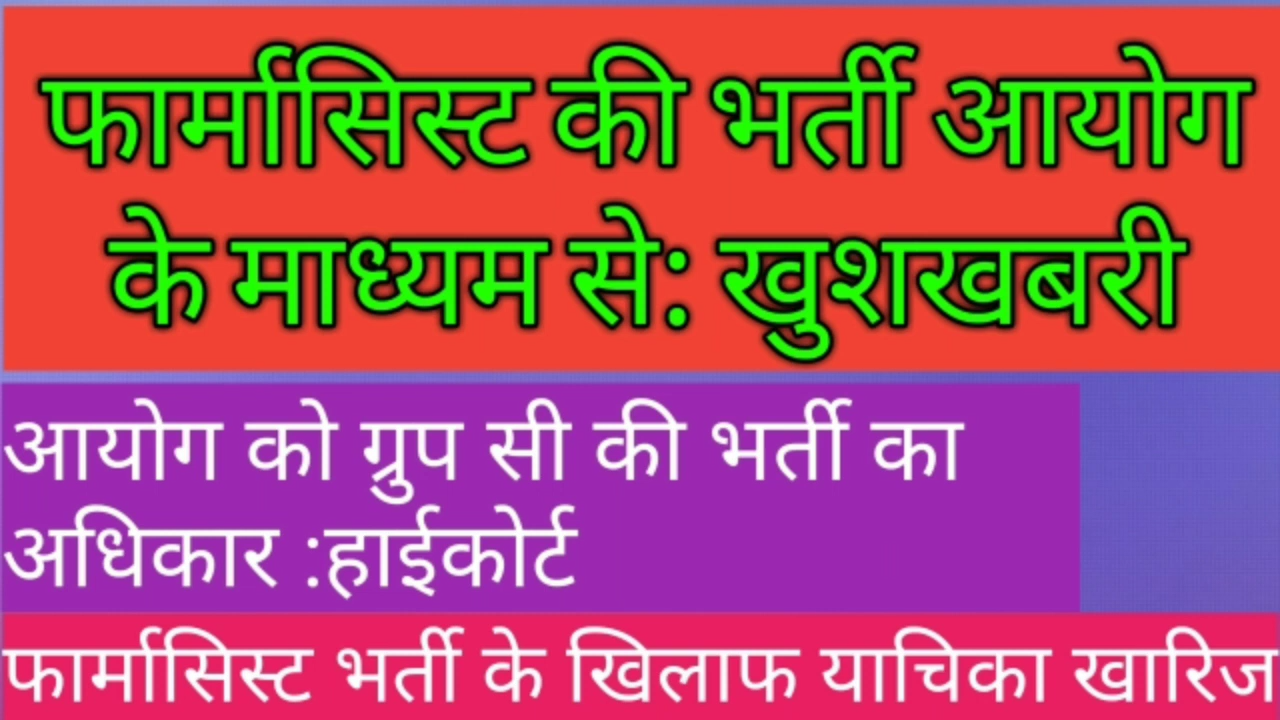 फार्मासिस्ट की भर्ती आयोग
के माध्यम से: खुशखबरी
आयोग को ग्रुप सी की भर्ती का
अधिकार :हाईकोर्ट
फार्मासिस्ट भर्ती के खिलाफ याचिका खारिज